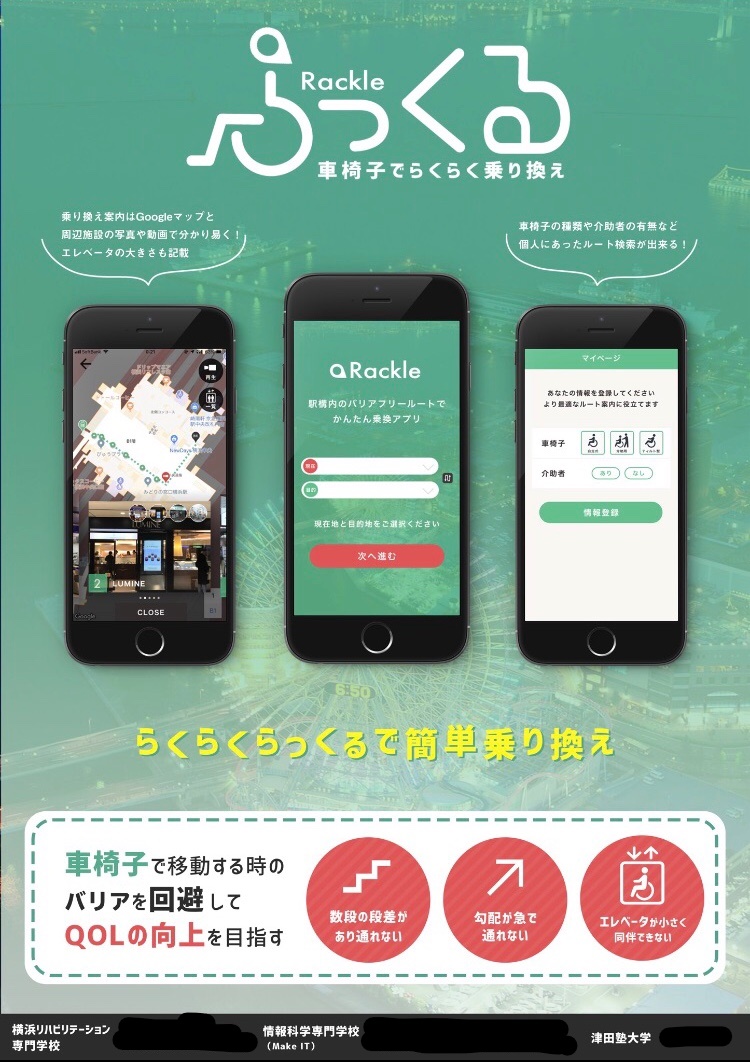 Rackle
らっくる
車椅子でらくらく乗り換え
乗り換え案内はGoogleマップと
周辺施設の写真や動画で分かり易く！
エレベータの大きさも記載
車椅子の種類や介助者の有無など
個人にあったルート検索が出来る！
再生
一覧
LUMINE
2 LUMINE
CLOSE
Rackle
駅構内のバリアフリールートで
かんたん乗換アプリ
現在
目的
現在地と目的地をご選択ください
次へ進む
マイページ
あなたの情報を登録してください
より最適なルート案内に役立てます
車椅子
介助者
あり
なし
情報登録
6:50
らくらくらっくるで簡単乗り換え
車椅子で移動する時の
バリアを回避して
QOLの向上を目指す
数段の段差が
あり通れない
勾配が急で
通れない
エレベータが小さく
同伴できない
横浜リハビリテーション
専門学校
情報科学専門学校
（Make IT）
津田塾大学